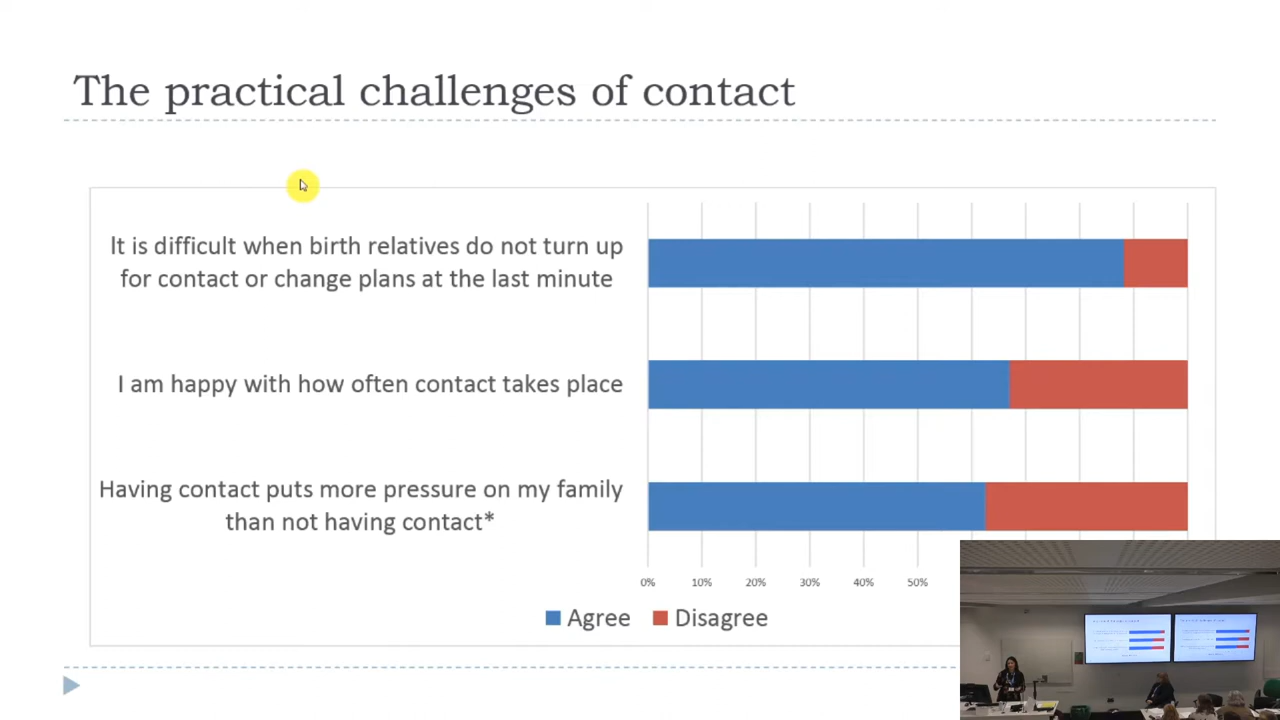 The practical challenges of contact
It is difficult when birth relatives do not turn up
for contact or change plans at the last minute
I am happy with how often contact takes place
Having contact puts more pressure on my family
than not having contact*
0% 10% 20% 30% 40% 50%
Agree Disagree